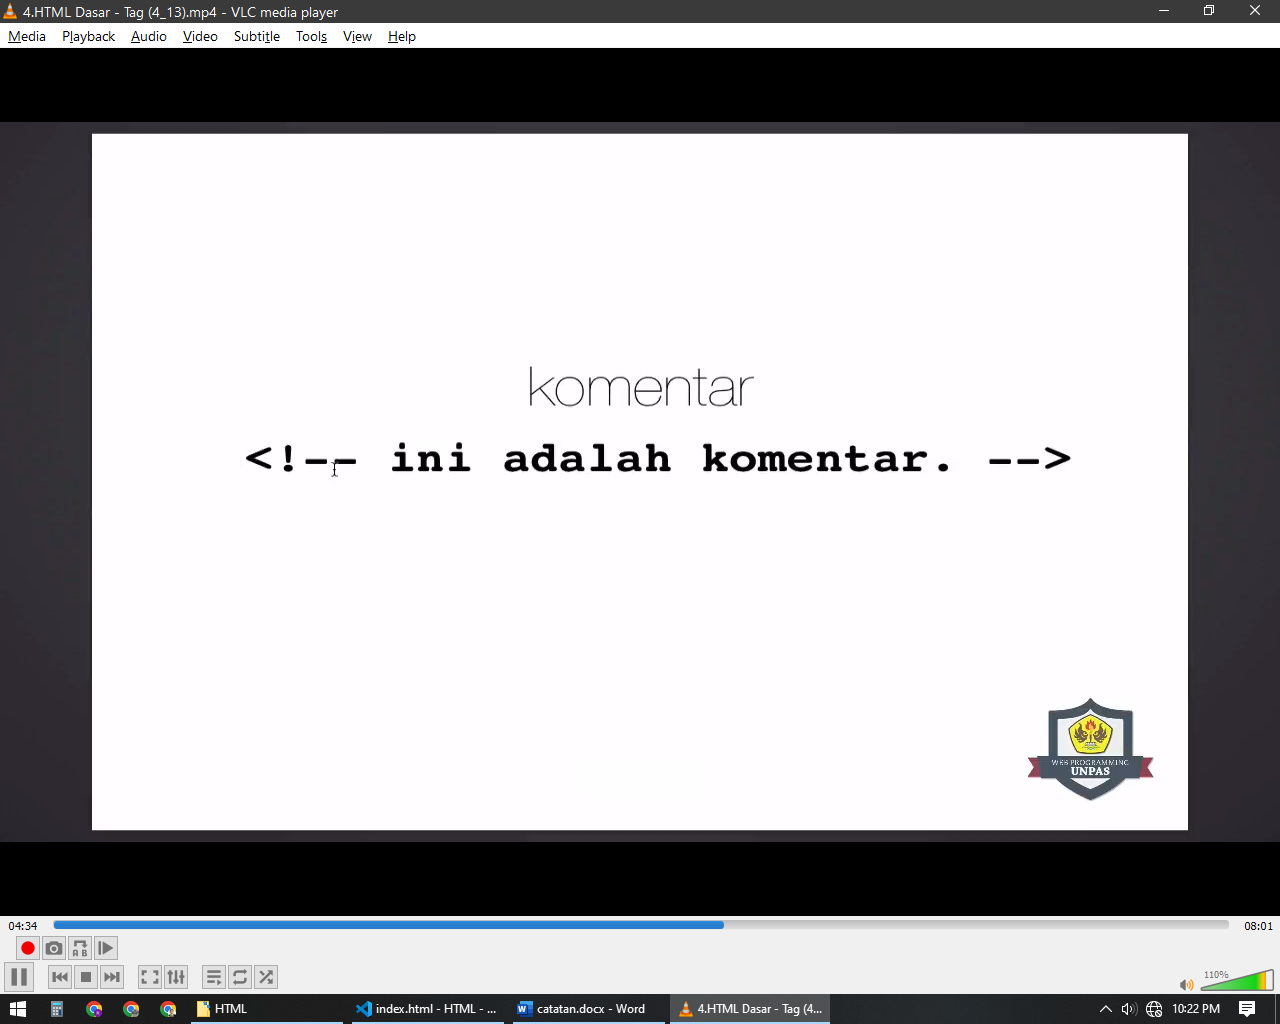 4.HTML Dasar - Tag (4_13).mp4 - VLC media player
Media Playback Audio Video Subtitle Tools View Help
komentar
<!-- ini adalah komentar. -->
WEB PROGRAMMING
UNPAS
04:34
08:01
A B
110%
HTML
index.html - HTML - ...
catatan.docx - Word
4.HTML Dasar - Tag (4...
10:22 PM